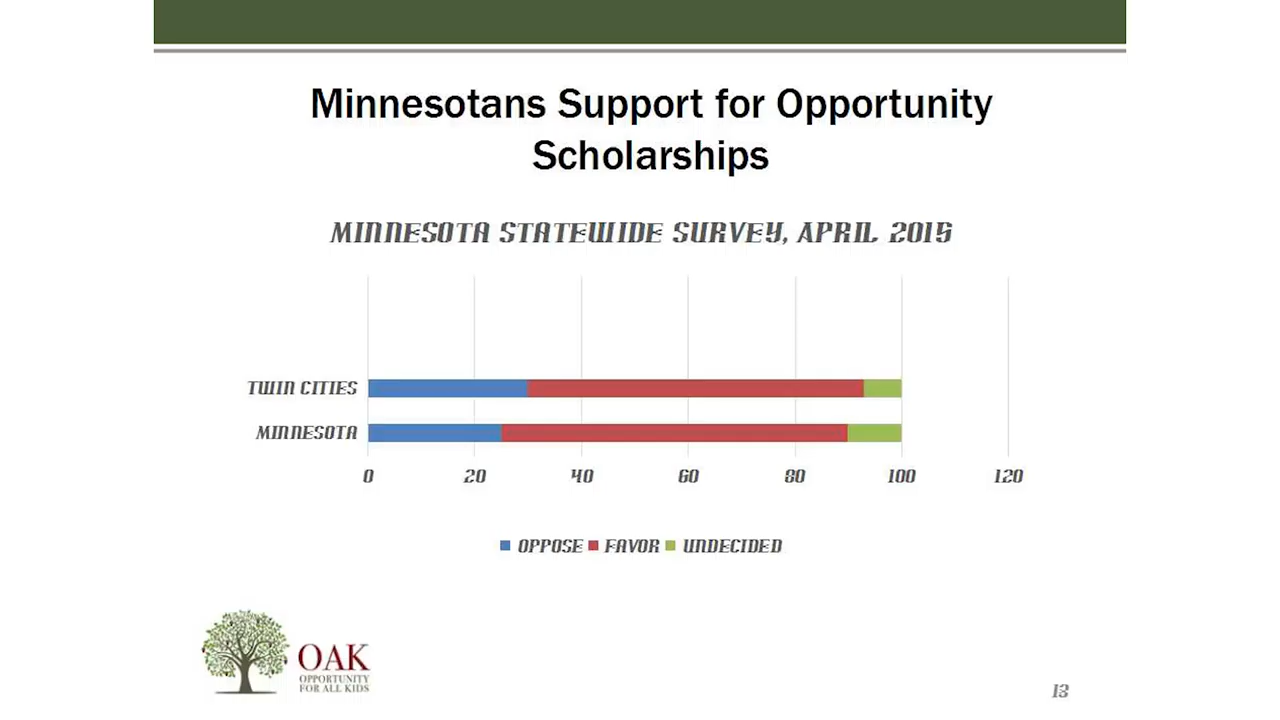 Minnesotans Support for Opportunity
Scholarships
MINNESOTA STATEWIDE SURVEY, APRIL 2015
TWIN CITIES
MINNESOTA
0 20 40 60 80 100 120
OPPOSE FAVOR UNDECIDED
OAK
OPPORTUNITY
FOR ALL KIDS
13